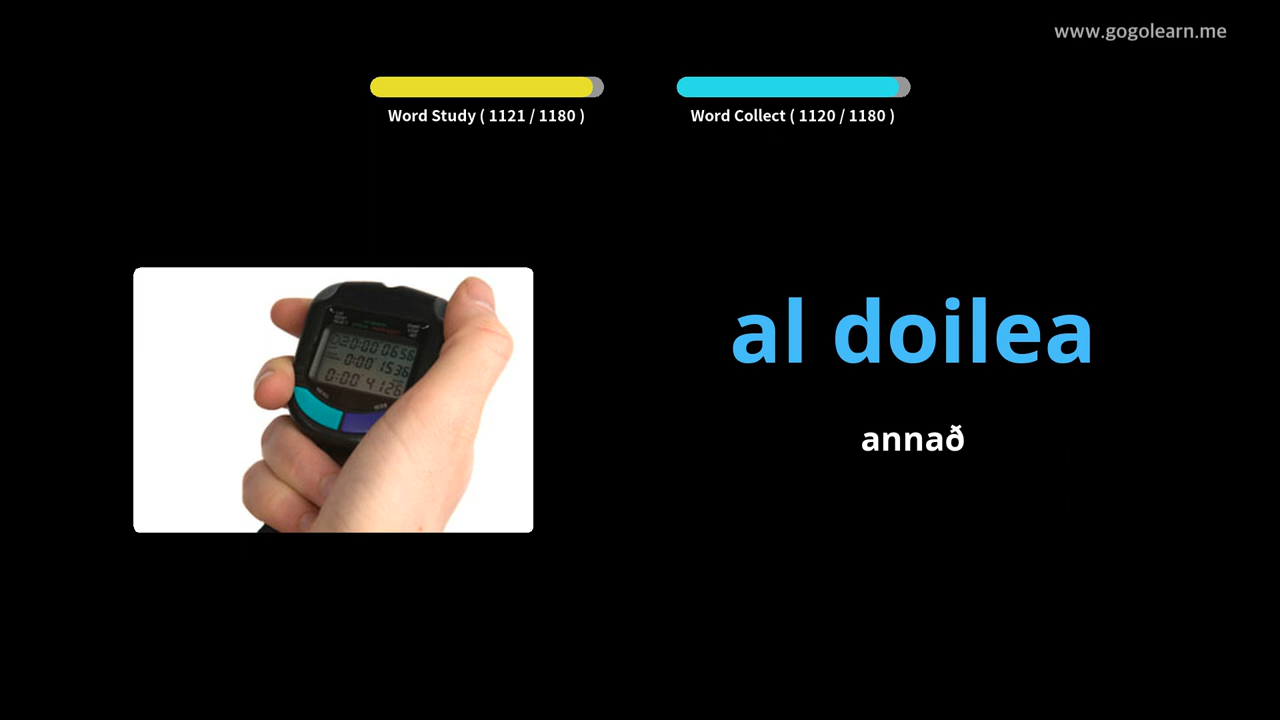 www.gogolearn.me
Word Study ( 1121 / 1180 )
Word Collect ( 1120 / 1180 )
al doilea
annað